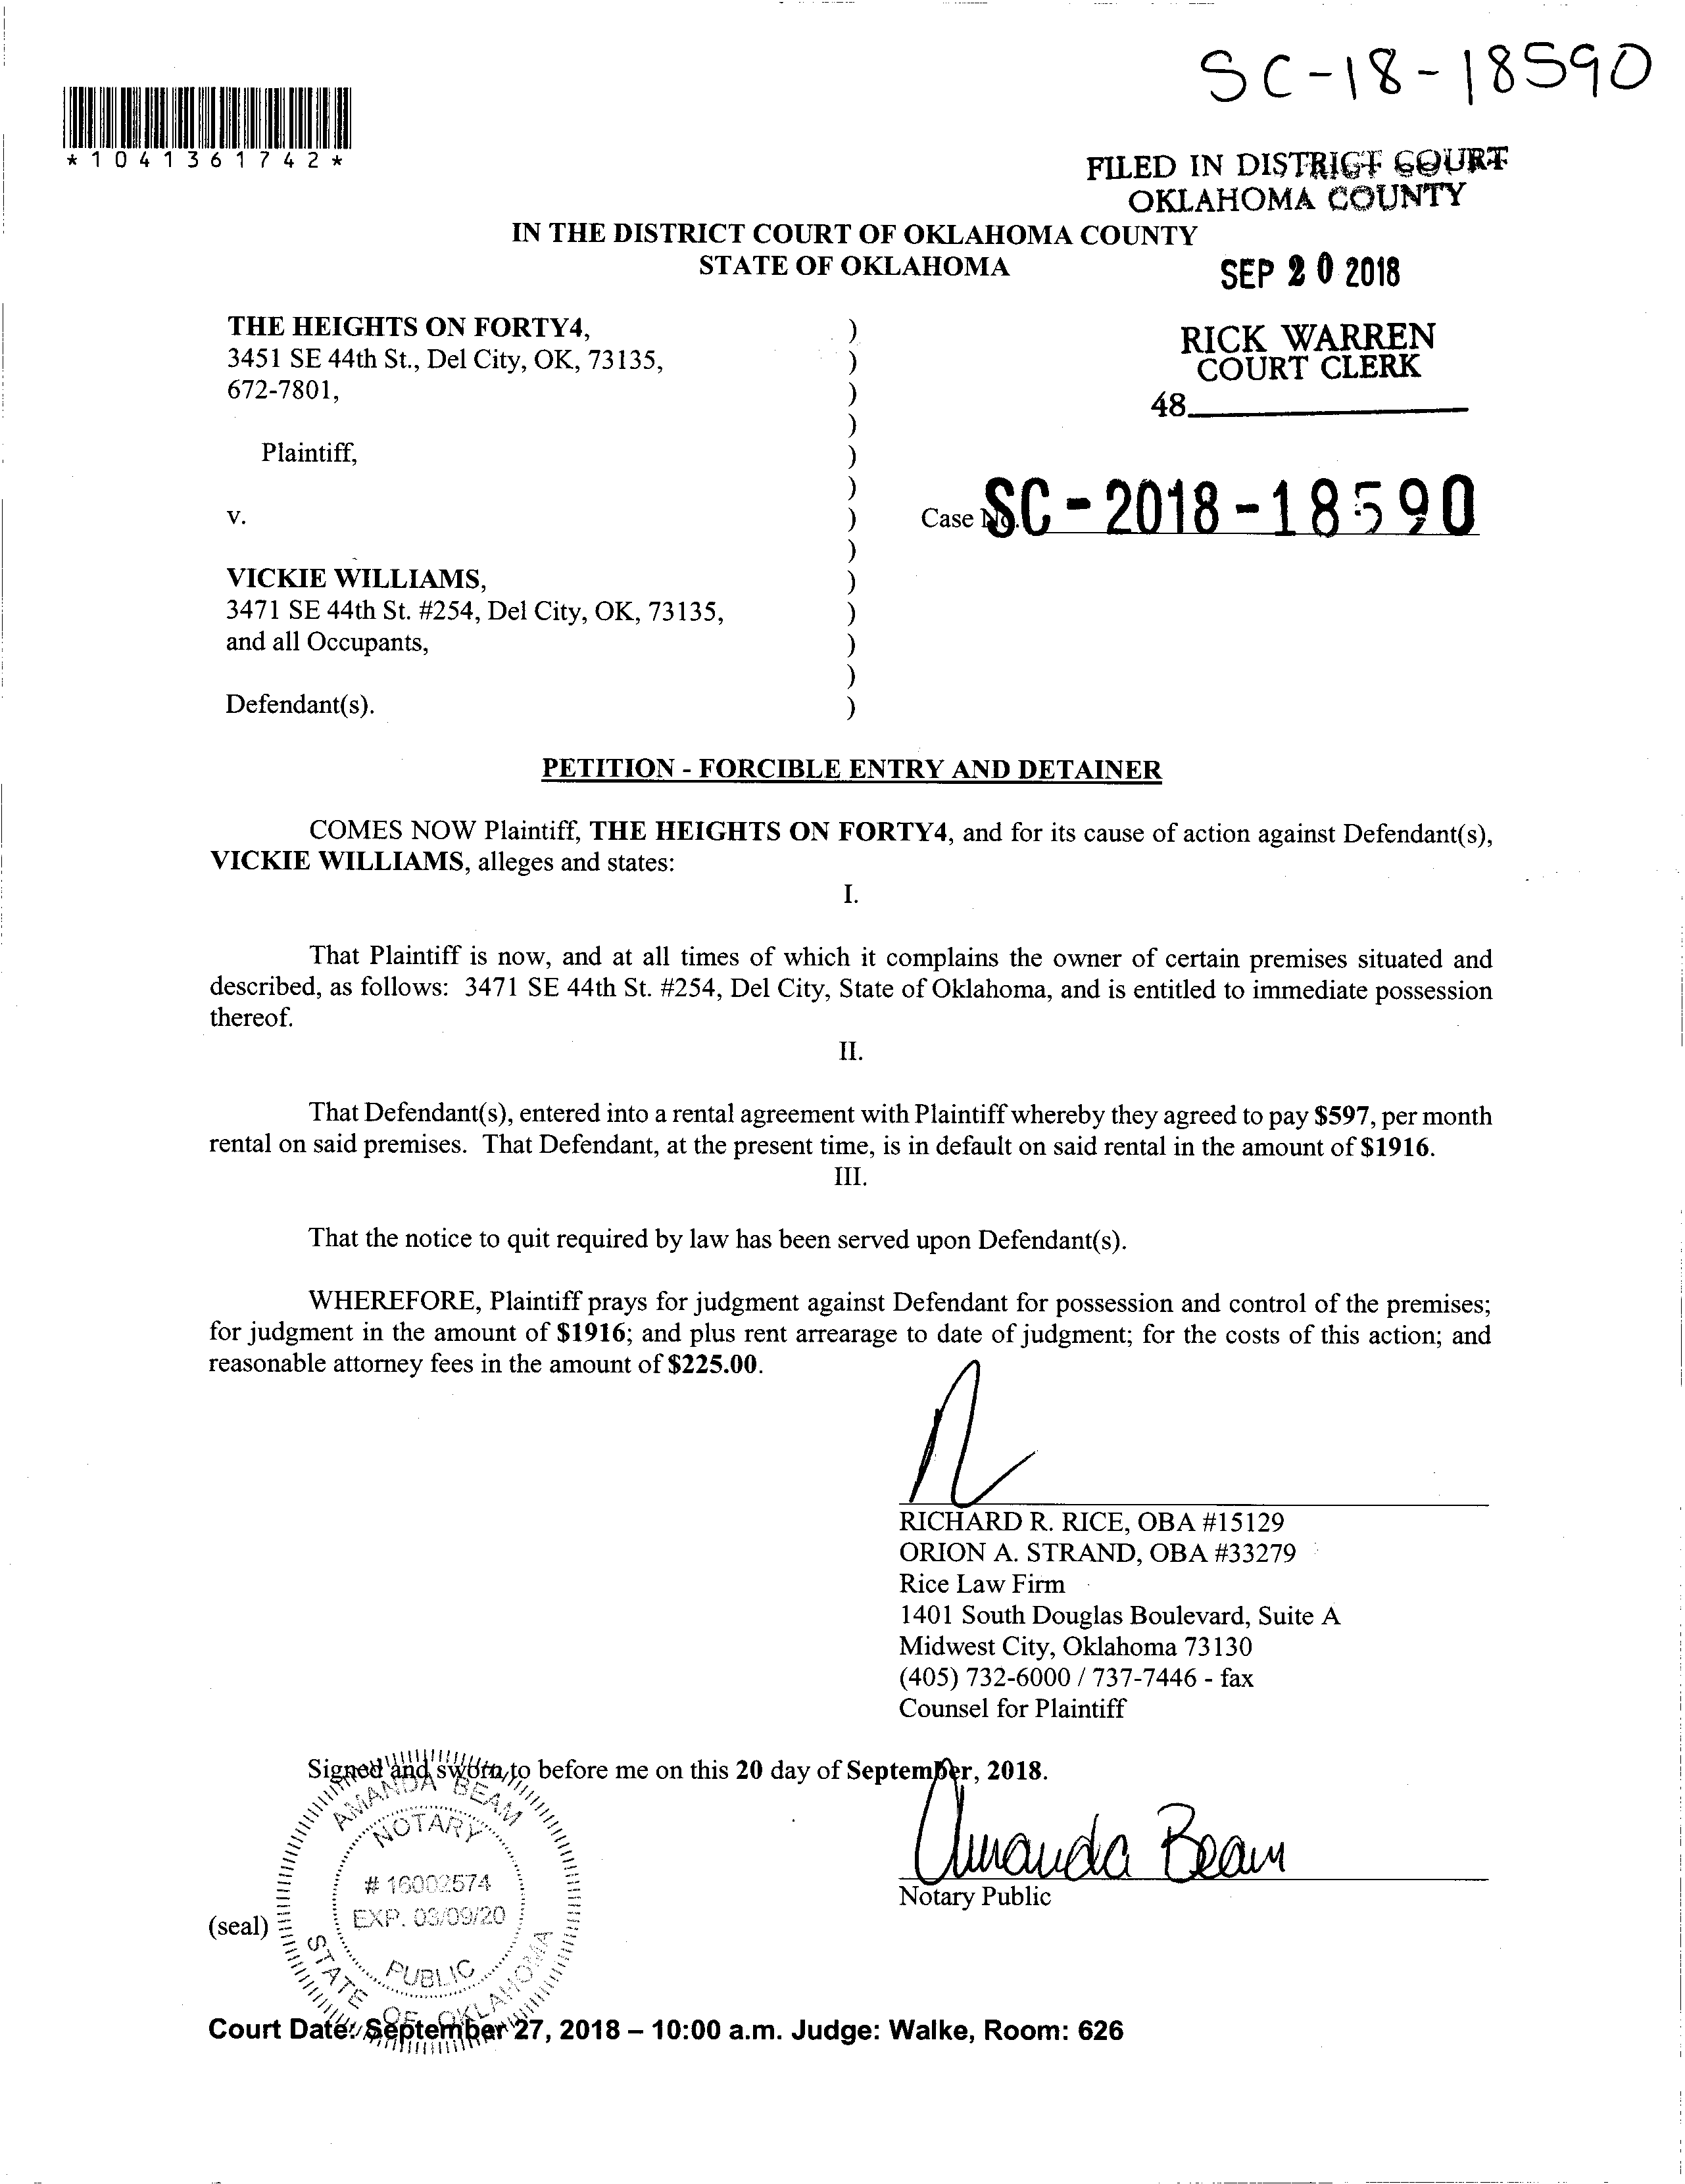 SC-18-18590
*1041361742*
FILED IN DISTRICT COURT
OKLAHOMA COUNTY
IN THE DISTRICT COURT OF OKLAHOMA COUNTY
STATE OF OKLAHOMA
SEP 20 2018
THE HEIGHTS ON FORTY4, )
3451 SE 44th St., Del City, OK, 73135, )
672-7801, )
)
Plaintiff, )
)
v. )
)
VICKIE WILLIAMS, )
3471 SE 44th St. #254, Del City, OK, 73135, )
and all Occupants, )
)
Defendant(s). )
RICK WARREN
COURT CLERK
48
Case No. SC-2018-18590
PETITION - FORCIBLE ENTRY AND DETAINER
COMES NOW Plaintiff, THE HEIGHTS ON FORTY4, and for its cause of action against Defendant(s),
VICKIE WILLIAMS, alleges and states:
I.
That Plaintiff is now, and at all times of which it complains the owner of certain premises situated and
described, as follows: 3471 SE 44th St. #254, Del City, State of Oklahoma, and is entitled to immediate possession
thereof.
II.
That Defendant(s), entered into a rental agreement with Plaintiff whereby they agreed to pay $597, per month
rental on said premises. That Defendant, at the present time, is in default on said rental in the amount of $1916.
III.
That the notice to quit required by law has been served upon Defendant(s).
WHEREFORE, Plaintiff prays for judgment against Defendant for possession and control of the premises;
for judgment in the amount of $1916; and plus rent arrearage to date of judgment; for the costs of this action; and
reasonable attorney fees in the amount of $225.00.
RICHARD R. RICE, OBA #15129
ORION A. STRAND, OBA #33279
Rice Law Firm
1401 South Douglas Boulevard, Suite A
Midwest City, Oklahoma 73130
(405) 732-6000 / 737-7446 - fax
Counsel for Plaintiff
Signed and sworn to before me on this 20 day of September, 2018.
AMANDA BEAM
NOTARY
# 16002574
EXP. 03/09/20
PUBLIC
STATE OF OKLAHOMA
Amanda Beam
Notary Public
(seal)
Court Date: September 27, 2018 – 10:00 a.m. Judge: Walke, Room: 626